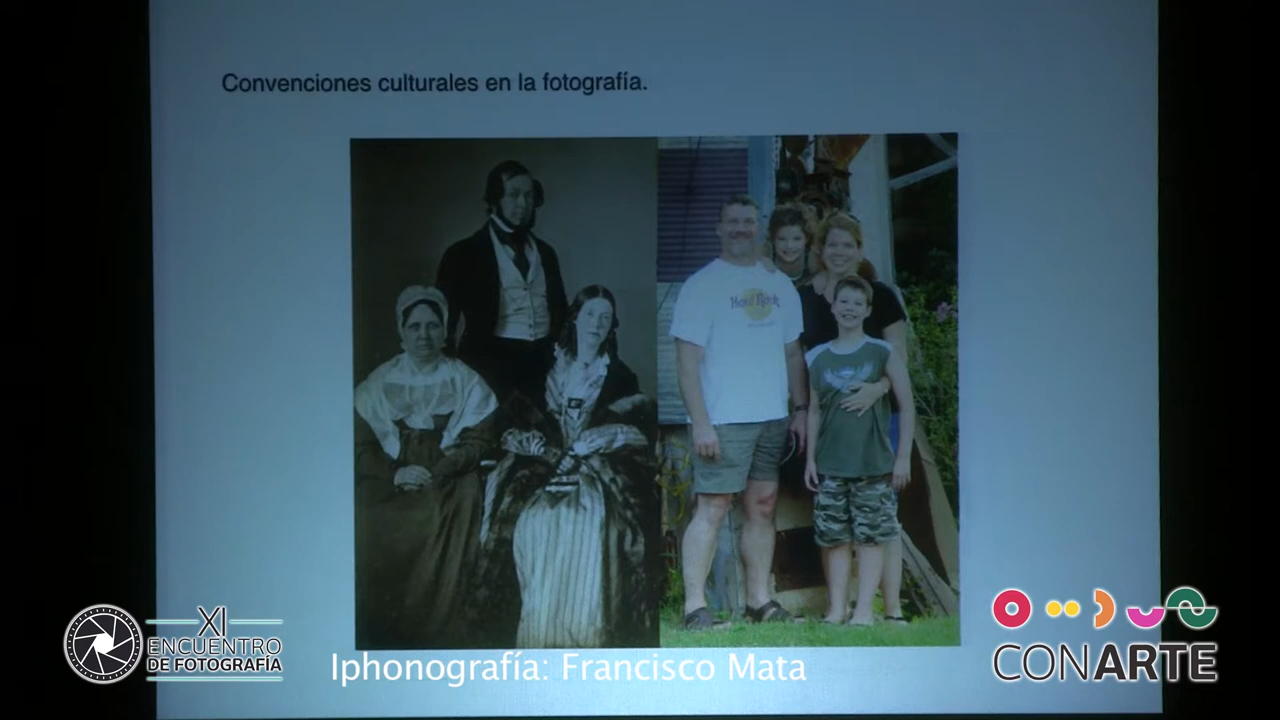 Convenciones culturales en la fotografía.
Hard Rock
XI
ENCUENTRO
DE FOTOGRAFÍA
Iphonografía: Francisco Mata
CONARTE